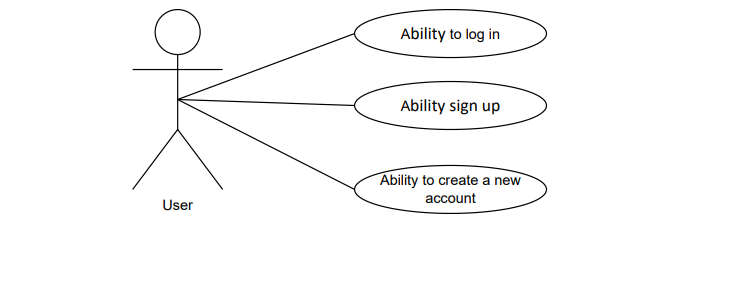 Ability to log in
Ability sign up
Ability to create a new
account
User